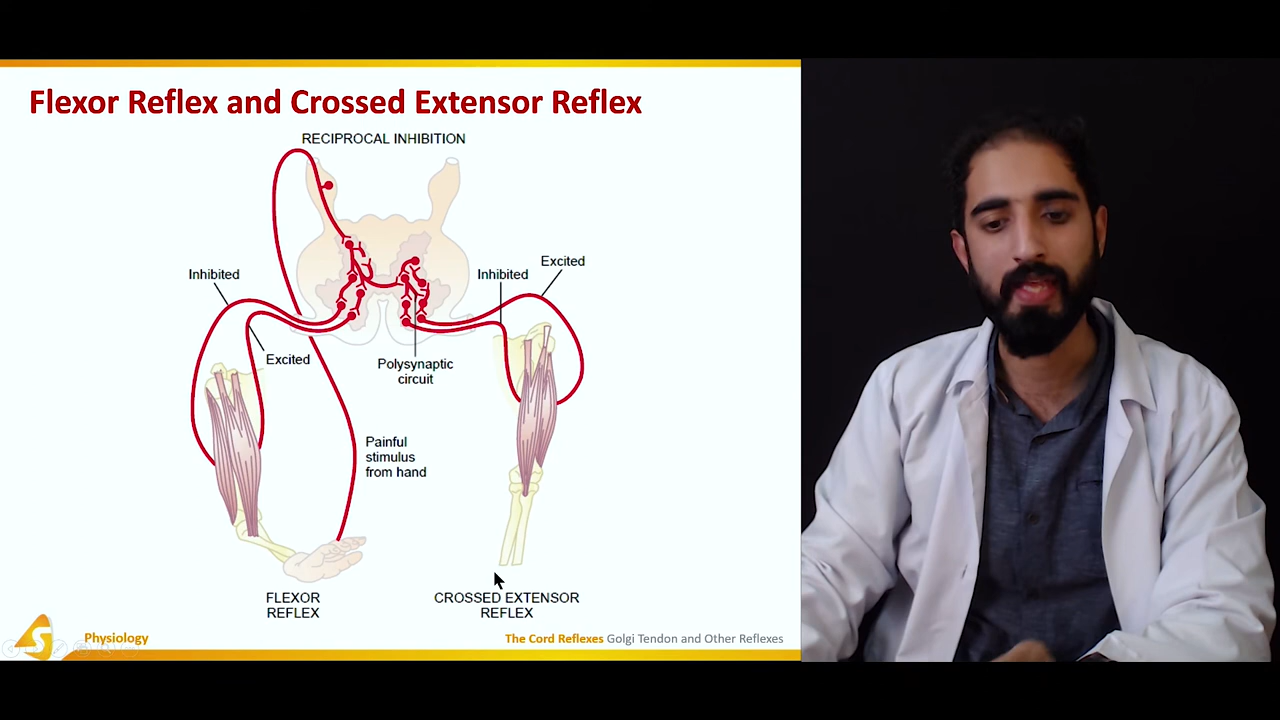 Flexor Reflex and Crossed Extensor Reflex
RECIPROCAL INHIBITION
Inhibited
Excited
Inhibited
Excited
Polysynaptic
circuit
Painful
stimulus
from hand
FLEXOR
REFLEX
CROSSED EXTENSOR
REFLEX
S
Physiology
The Cord Reflexes Golgi Tendon and Other Reflexes